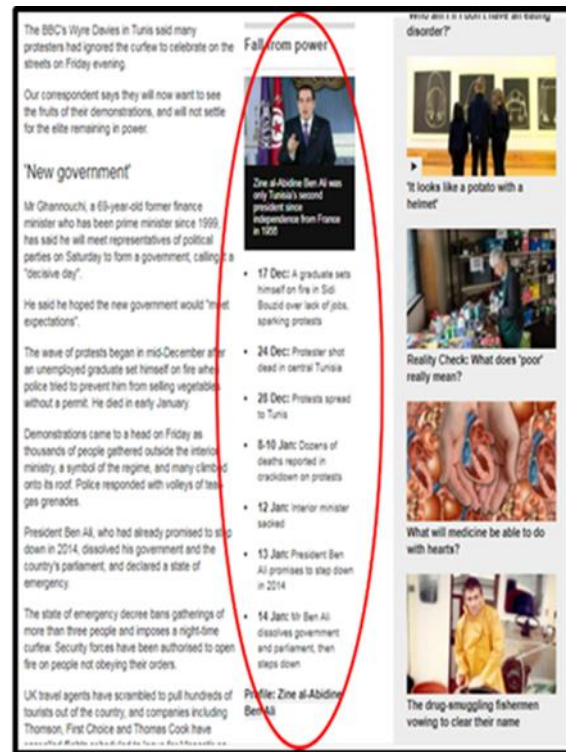 The BBC's Wyre Davies in Tunis said many
protesters had ignored the curfew to celebrate on the
streets on Friday evening.
Our correspondent says they will now want to see
the fruits of their demonstrations, and will not settle
for the elite remaining in power.
'New government'
Mr Ghannouchi, a 69-year-old former finance
minister who has been prime minister since 1999,
has said he will meet representatives of political
parties on Saturday to form a government, calling it a
"decisive day".
He said he hoped the new government would "meet
expectations".
The wave of protests began in mid-December after
an unemployed graduate set himself on fire when
police tried to prevent him from selling vegetables
without a permit. He died in early January.
Demonstrations came to a head on Friday as
thousands of people gathered outside the interior
ministry, a symbol of the regime, and many climbed
onto its roof. Police responded with volleys of tear-
gas grenades.
President Ben Ali, who had already promised to step
down in 2014, dissolved his government and the
country's parliament, and declared a state of
emergency.
The state of emergency decree bans gatherings of
more than three people and imposes a night-time
curfew. Security forces have been authorised to open
fire on people not obeying their orders.
UK travel agents have scrambled to pull hundreds of
tourists out of the country, and companies including
Thomson, First Choice and Thomas Cook have
Fall from power
Zine al-Abidine Ben Ali was
only Tunisia's second
president since
independence from France
in 1956
• 17 Dec: A graduate sets
himself on fire in Sidi
Bouzid over lack of jobs,
sparking protests
• 24 Dec: Protester shot
dead in central Tunisia
• 28 Dec: Protests spread
to Tunis
• 8-10 Jan: Dozens of
deaths reported in
crackdown on protests
• 12 Jan: Interior minister
sacked
• 13 Jan: President Ben
Ali promises to step down
in 2014
• 14 Jan: Mr Ben Ali
dissolves government
and parliament, then
steps down
Profile: Zine al-Abidine
Ben Ali
'Who am I if I don't have an eating
disorder?'
'It looks like a potato with a
helmet'
Reality Check: What does 'poor'
really mean?
What will medicine be able to do
with hearts?
The drug-smuggling fishermen
vowing to clear their name